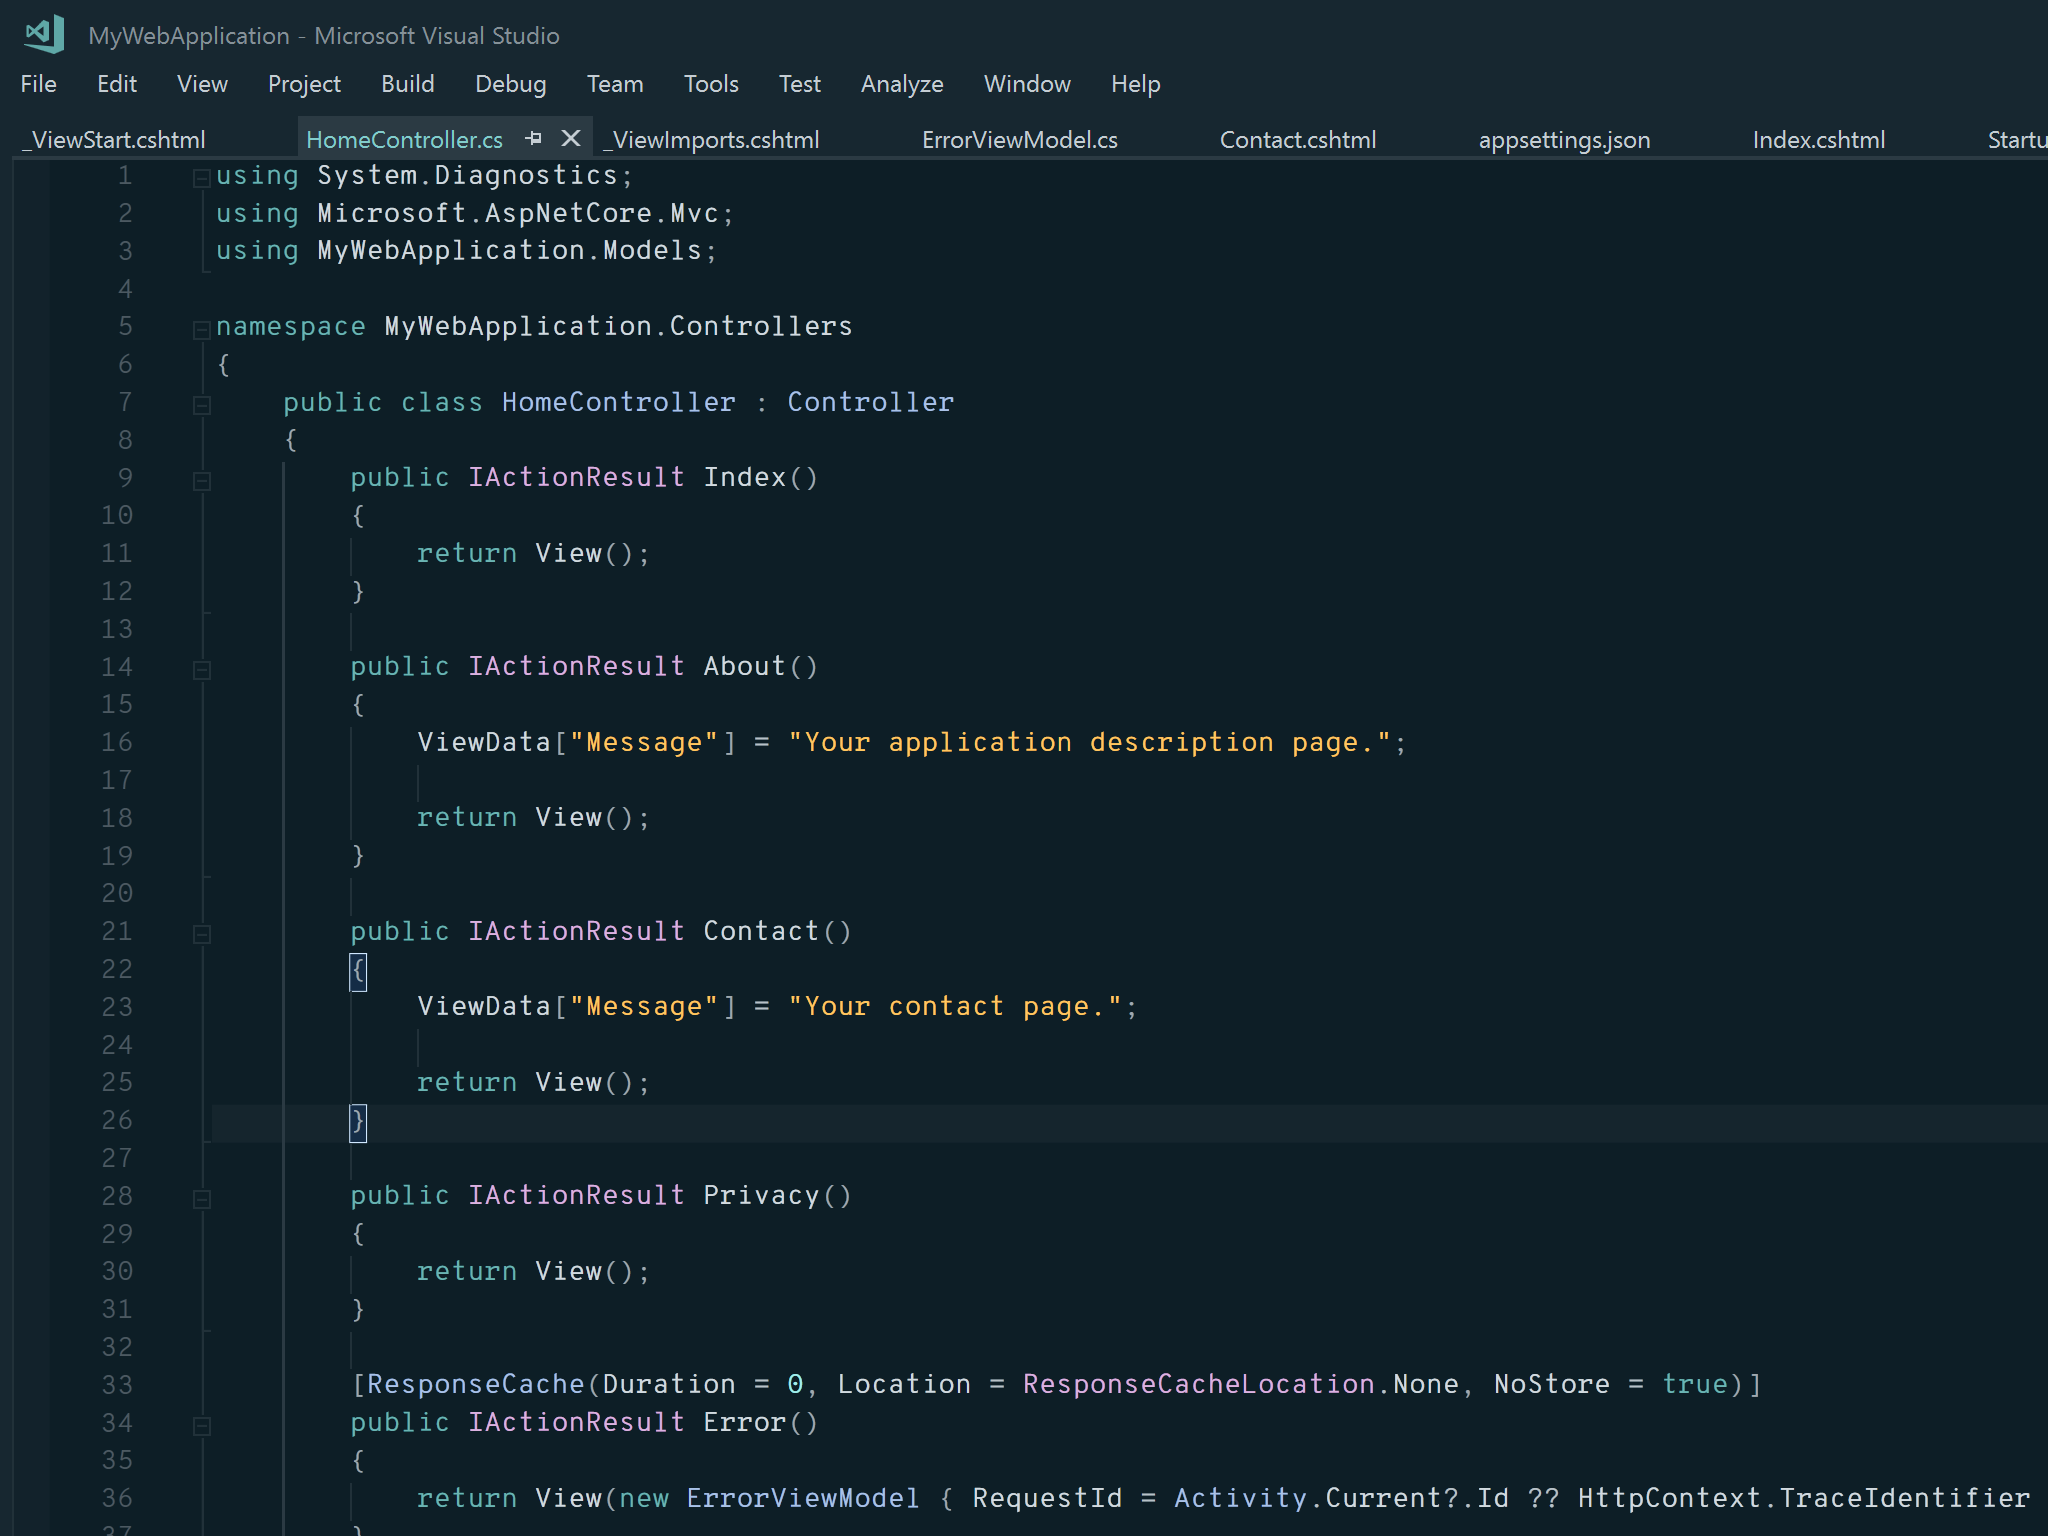 MyWebApplication - Microsoft Visual Studio
File Edit View Project Build Debug Team Tools Test Analyze Window Help
_ViewStart.cshtml HomeController.cs _ViewImports.cshtml ErrorViewModel.cs Contact.cshtml appsettings.json Index.cshtml Startu
1 using System.Diagnostics;
2 using Microsoft.AspNetCore.Mvc;
3 using MyWebApplication.Models;
4
5 namespace MyWebApplication.Controllers
6 {
7 public class HomeController : Controller
8 {
9 public IActionResult Index()
10 {
11 return View();
12 }
13
14 public IActionResult About()
15 {
16 ViewData["Message"] = "Your application description page.";
17
18 return View();
19 }
20
21 public IActionResult Contact()
22 {
23 ViewData["Message"] = "Your contact page.";
24
25 return View();
26 }
27
28 public IActionResult Privacy()
29 {
30 return View();
31 }
32
33 [ResponseCache(Duration = 0, Location = ResponseCacheLocation.None, NoStore = true)]
34 public IActionResult Error()
35 {
36 return View(new ErrorViewModel { RequestId = Activity.Current?.Id ?? HttpContext.TraceIdentifier
37 }